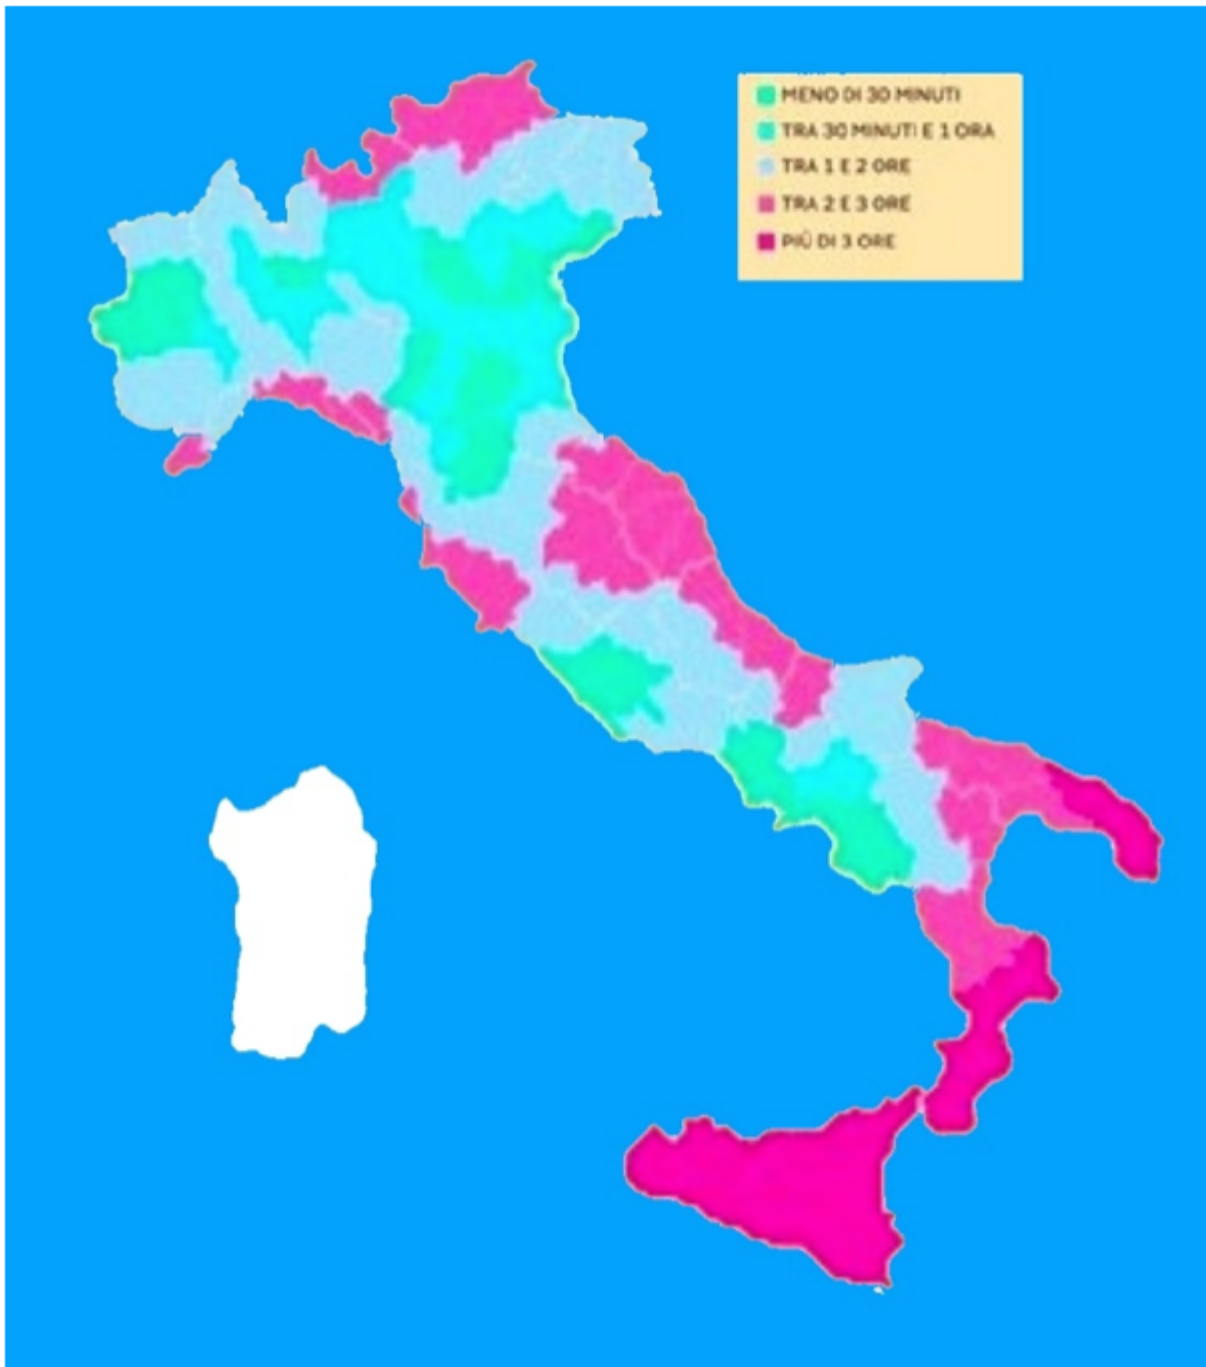 MENO DI 30 MINUTI
TRA 30 MINUTI E 1 ORA
TRA 1 E 2 ORE
TRA 2 E 3 ORE
PIÙ DI 3 ORE